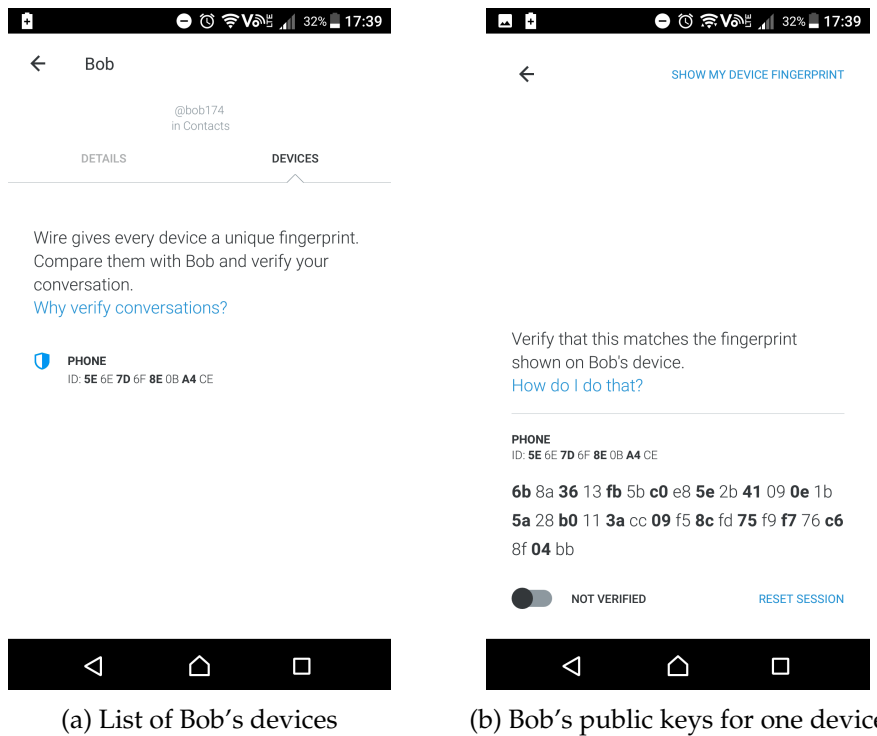 32% 17:39
Bob
@bob174
in Contacts
DETAILS DEVICES
Wire gives every device a unique fingerprint.
Compare them with Bob and verify your
conversation.
Why verify conversations?
PHONE
ID: 5E 6E 7D 6F 8E 0B A4 CE
(a) List of Bob's devices
32% 17:39
SHOW MY DEVICE FINGERPRINT
Verify that this matches the fingerprint
shown on Bob's device.
How do I do that?
PHONE
ID: 5E 6E 7D 6F 8E 0B A4 CE
6b 8a 36 13 fb 5b c0 e8 5e 2b 41 09 0e 1b
5a 28 b0 11 3a cc 09 f5 8c fd 75 f9 f7 76 c6
8f 04 bb
NOT VERIFIED RESET SESSION
(b) Bob's public keys for one device